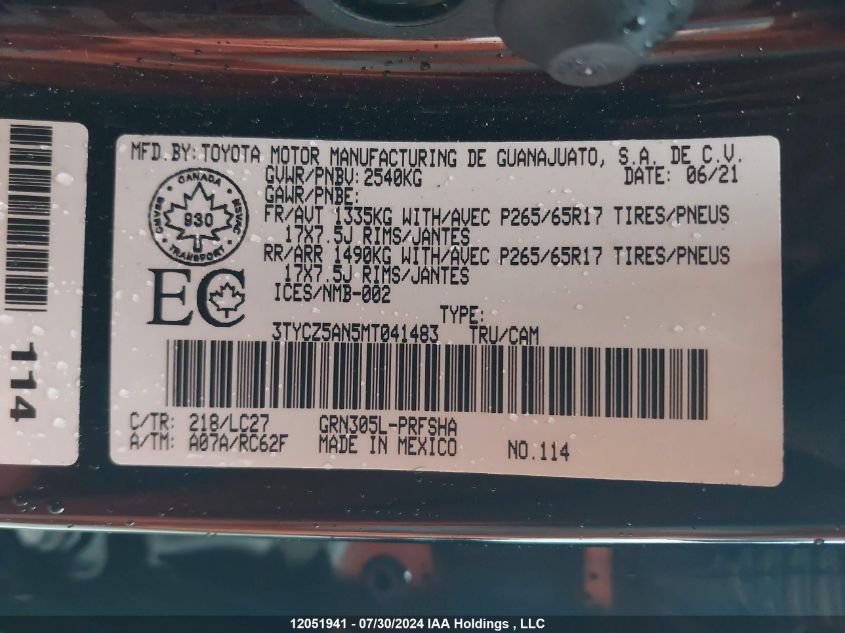 MFD.BY:TOYOTA MOTOR MANUFACTURING DE GUANAJUATO, S.A. DE C.V.
GVWR/PNBV:2540KG DATE: 06/21
GAWR/PNBE:
FR/AVT 1335KG WITH/AVEC P265/65R17 TIRES/PNEUS
17X7.5J RIMS/JANTES
RR/ARR 1490KG WITH/AVEC P265/65R17 TIRES/PNEUS
17X7.5J RIMS/JANTES
ICES/NMB-002
CANADA
930
TRANSPORT
EC
TYPE:
3TYCZ5AN5MT041483 TRU/CAM
C/TR: 218/LC27 GRN305L-PRFSHA
A/TM: A07A/RC62F MADE IN MEXICO NO.114
114
12051941 - 07/30/2024 IAA Holdings , LLC